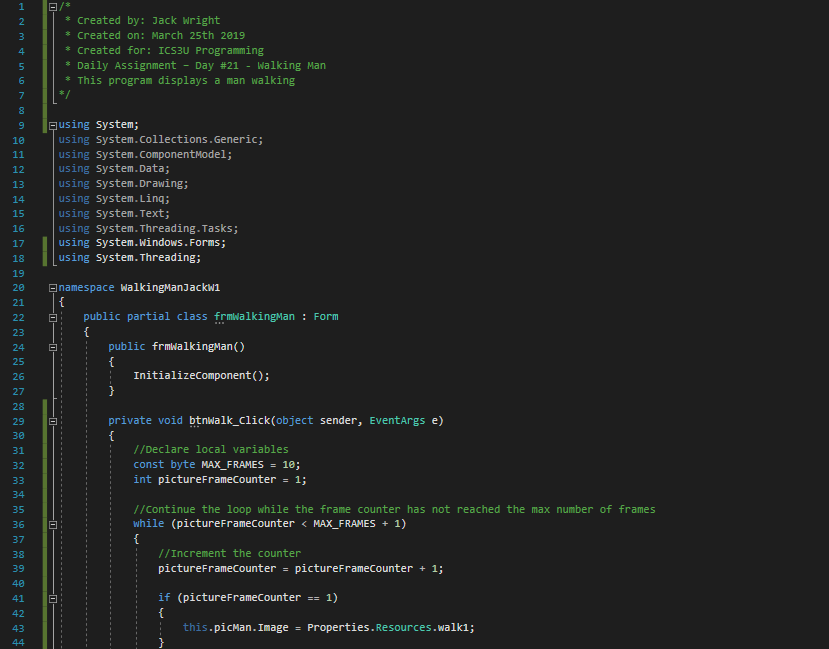 1 /*
2 * Created by: Jack Wright
3 * Created on: March 25th 2019
4 * Created for: ICS3U Programming
5 * Daily Assignment – Day #21 - Walking Man
6 * This program displays a man walking
7 */
8
9 using System;
10 using System.Collections.Generic;
11 using System.ComponentModel;
12 using System.Data;
13 using System.Drawing;
14 using System.Linq;
15 using System.Text;
16 using System.Threading.Tasks;
17 using System.Windows.Forms;
18 using System.Threading;
19
20 namespace WalkingManJackW1
21 {
22 public partial class frmWalkingMan : Form
23 {
24 public frmWalkingMan()
25 {
26 InitializeComponent();
27 }
28
29 private void btnWalk_Click(object sender, EventArgs e)
30 {
31 //Declare local variables
32 const byte MAX_FRAMES = 10;
33 int pictureFrameCounter = 1;
34
35 //Continue the loop while the frame counter has not reached the max number of frames
36 while (pictureFrameCounter < MAX_FRAMES + 1)
37 {
38 //Increment the counter
39 pictureFrameCounter = pictureFrameCounter + 1;
40
41 if (pictureFrameCounter == 1)
42 {
43 this.picMan.Image = Properties.Resources.walk1;
44 }